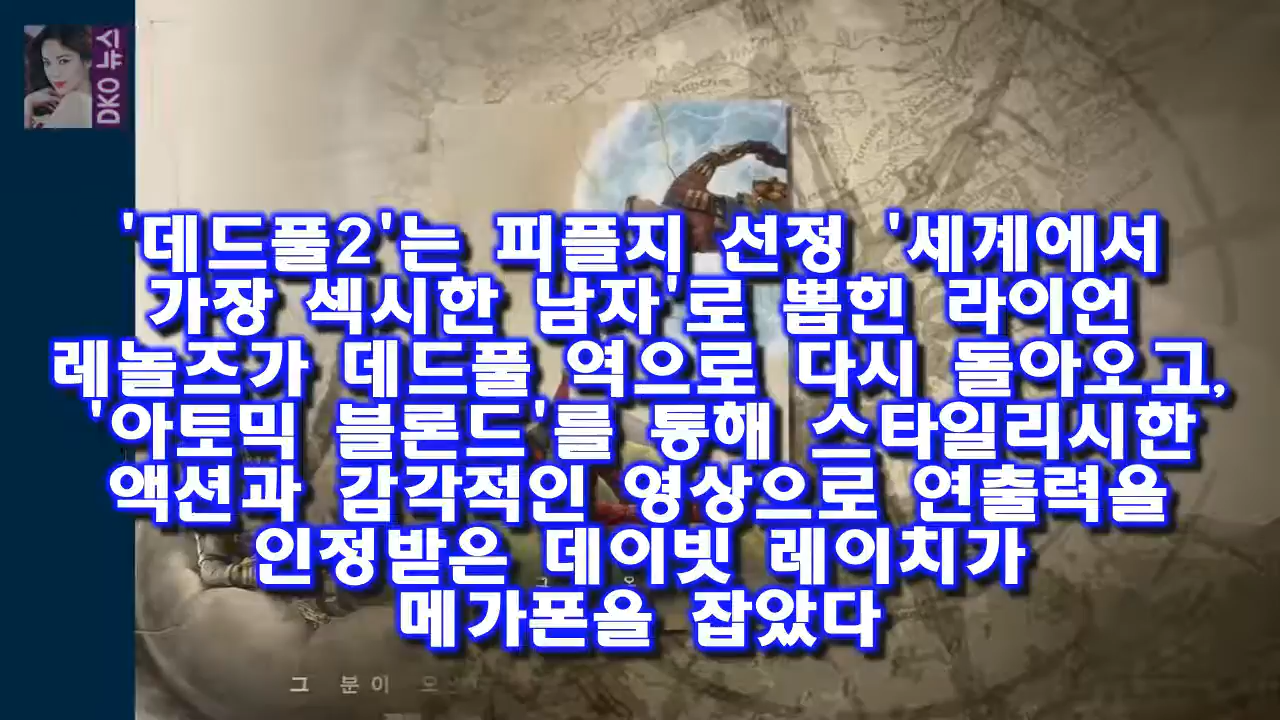 DKO 뉴스
'데드풀2'는 피플지 선정 '세계에서
가장 섹시한 남자'로 뽑힌 라이언
레놀즈가 데드풀 역으로 다시 돌아오고,
'아토믹 블론드'를 통해 스타일리시한
액션과 감각적인 영상으로 연출력을
인정받은 데이빗 레이치가
메가폰을 잡았다
그 분이